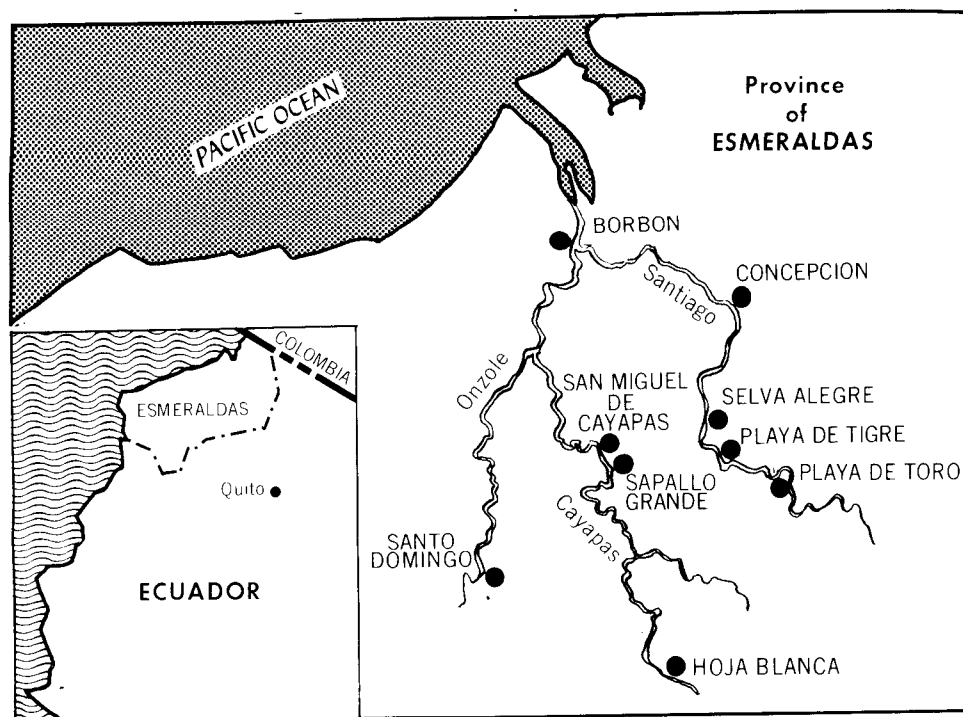 PACIFIC OCEAN
Province
of
ESMERALDAS
BORBON
CONCEPCION
Santiago
Onzole
SAN MIGUEL
DE
CAYAPAS
SELVA ALEGRE
PLAYA DE TIGRE
PLAYA DE TORO
SAPALLO
GRANDE
Cayapas
SANTO
DOMINGO
HOJA BLANCA
COLOMBIA
ESMERALDAS
Quito
ECUADOR